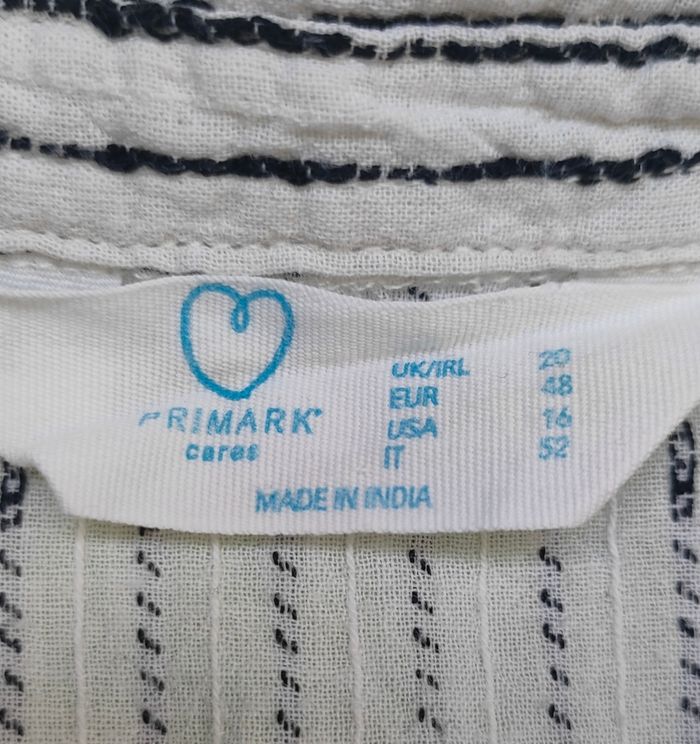 PRIMARK®
cares
UK/IRL 20
EUR 48
USA 16
IT 52
MADE IN INDIA